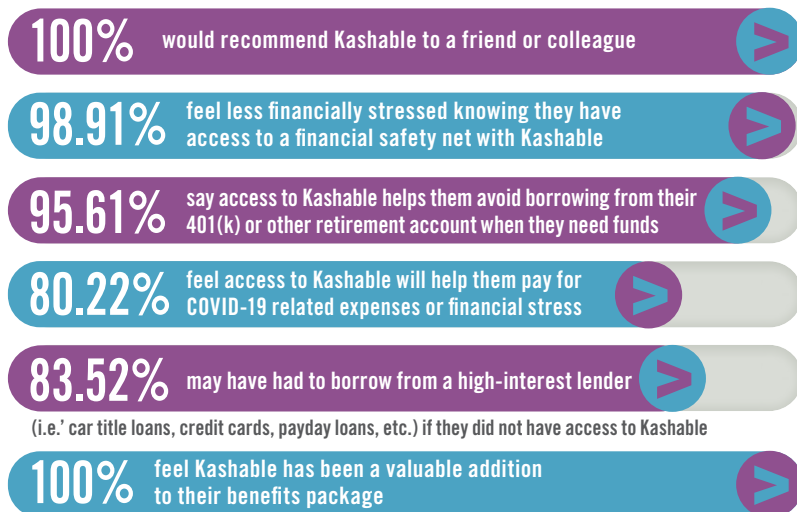 100% would recommend Kashable to a friend or colleague
98.91% feel less financially stressed knowing they have
access to a financial safety net with Kashable
95.61% say access to Kashable helps them avoid borrowing from their
401(k) or other retirement account when they need funds
80.22% feel access to Kashable will help them pay for
COVID-19 related expenses or financial stress
83.52% may have had to borrow from a high-interest lender
(i.e.' car title loans, credit cards, payday loans, etc.) if they did not have access to Kashable
100% feel Kashable has been a valuable addition
to their benefits package